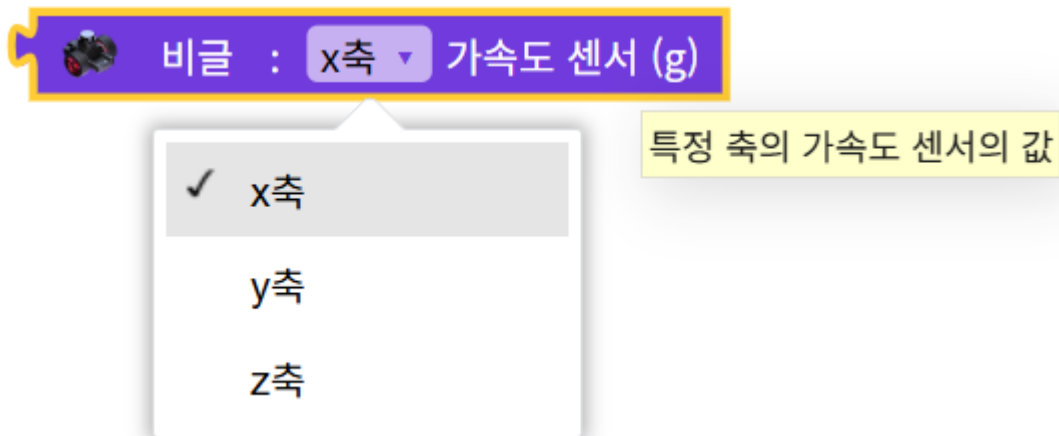 비글 : x축 ▾ 가속도 센서 (g)
특정 축의 가속도 센서의 값
✓ x축
y축
z축